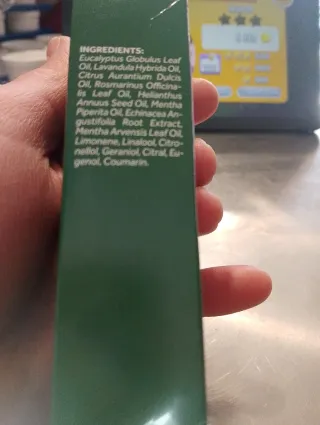 INGREDIENTS:
Eucalyptus Globulus Leaf
Oil, Lavandula Hybrida Oil,
Citrus Aurantium Dulcis
Oil, Rosmarinus Officina-
lis Leaf Oil, Helianthus
Annuus Seed Oil, Mentha
Piperita Oil, Echinacea An-
gustifolia Root Extract,
Mentha Arvensis Leaf Oil,
Limonene, Linalool, Citro-
nellol, Geraniol, Citral, Eu-
genol, Coumarin.